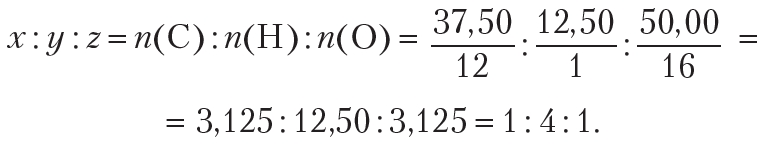 x : y : z = n(C) : n(H) : n(O) = 37,50/12 : 12,50/1 : 50,00/16 =
= 3,125 : 12,50 : 3,125 = 1 : 4 : 1.